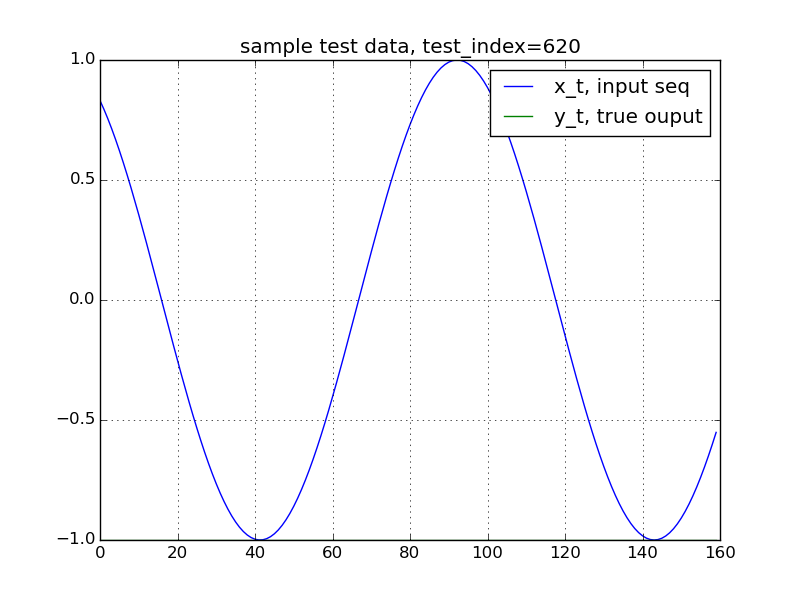 sample test data, test_index=620
x_t, input seq
y_t, true ouput
1.0
0.5
0.0
−0.5
−1.0
0 20 40 60 80 100 120 140 160